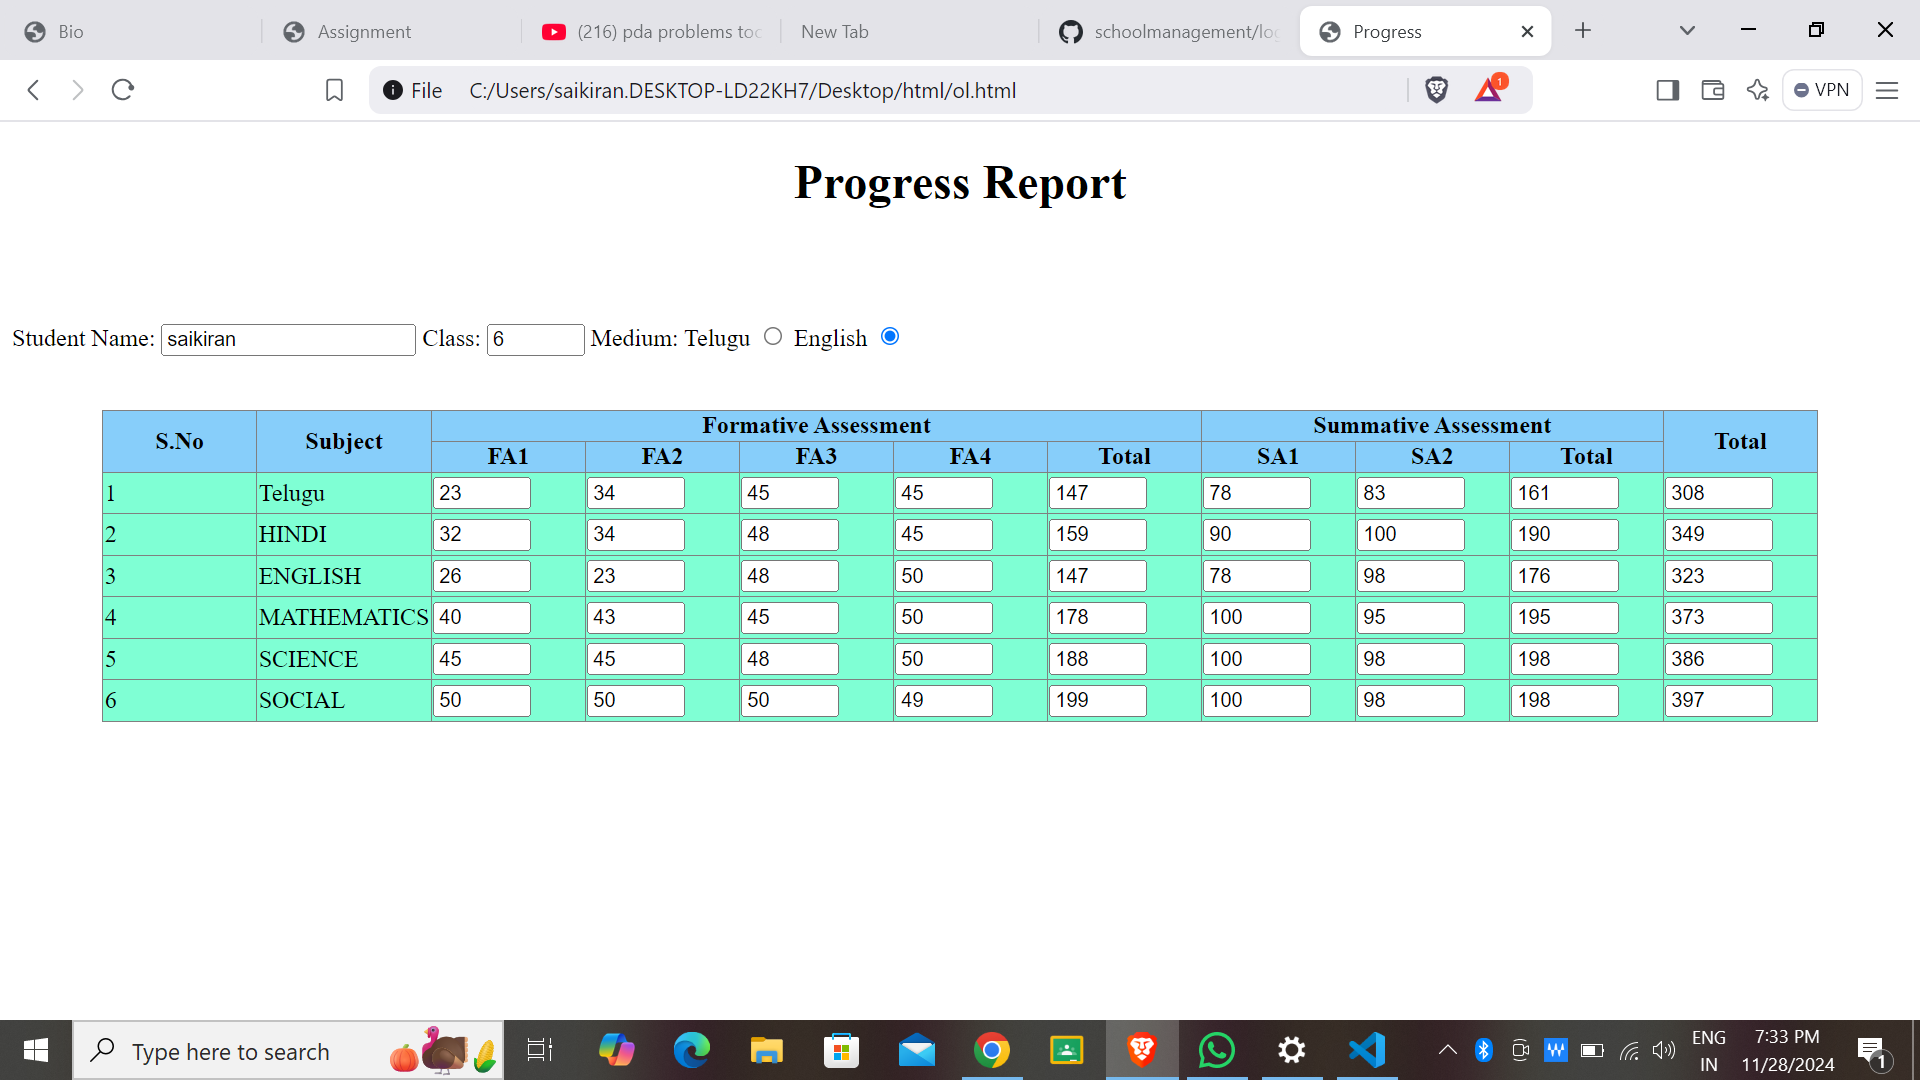 Bio
Assignment
(216) pda problems toc
New Tab
schoolmanagement/log
Progress
File C:/Users/saikiran.DESKTOP-LD22KH7/Desktop/html/ol.html
1
VPN
Progress Report
Student Name: saikiran Class: 6 Medium: Telugu English
S.No Subject Formative Assessment Summative Assessment Total
FA1 FA2 FA3 FA4 Total SA1 SA2 Total
1 Telugu 23 34 45 45 147 78 83 161 308
2 HINDI 32 34 48 45 159 90 100 190 349
3 ENGLISH 26 23 48 50 147 78 98 176 323
4 MATHEMATICS 40 43 45 50 178 100 95 195 373
5 SCIENCE 45 45 48 50 188 100 98 198 386
6 SOCIAL 50 50 50 49 199 100 98 198 397
Type here to search
W
ENG
IN
7:33 PM
11/28/2024
1